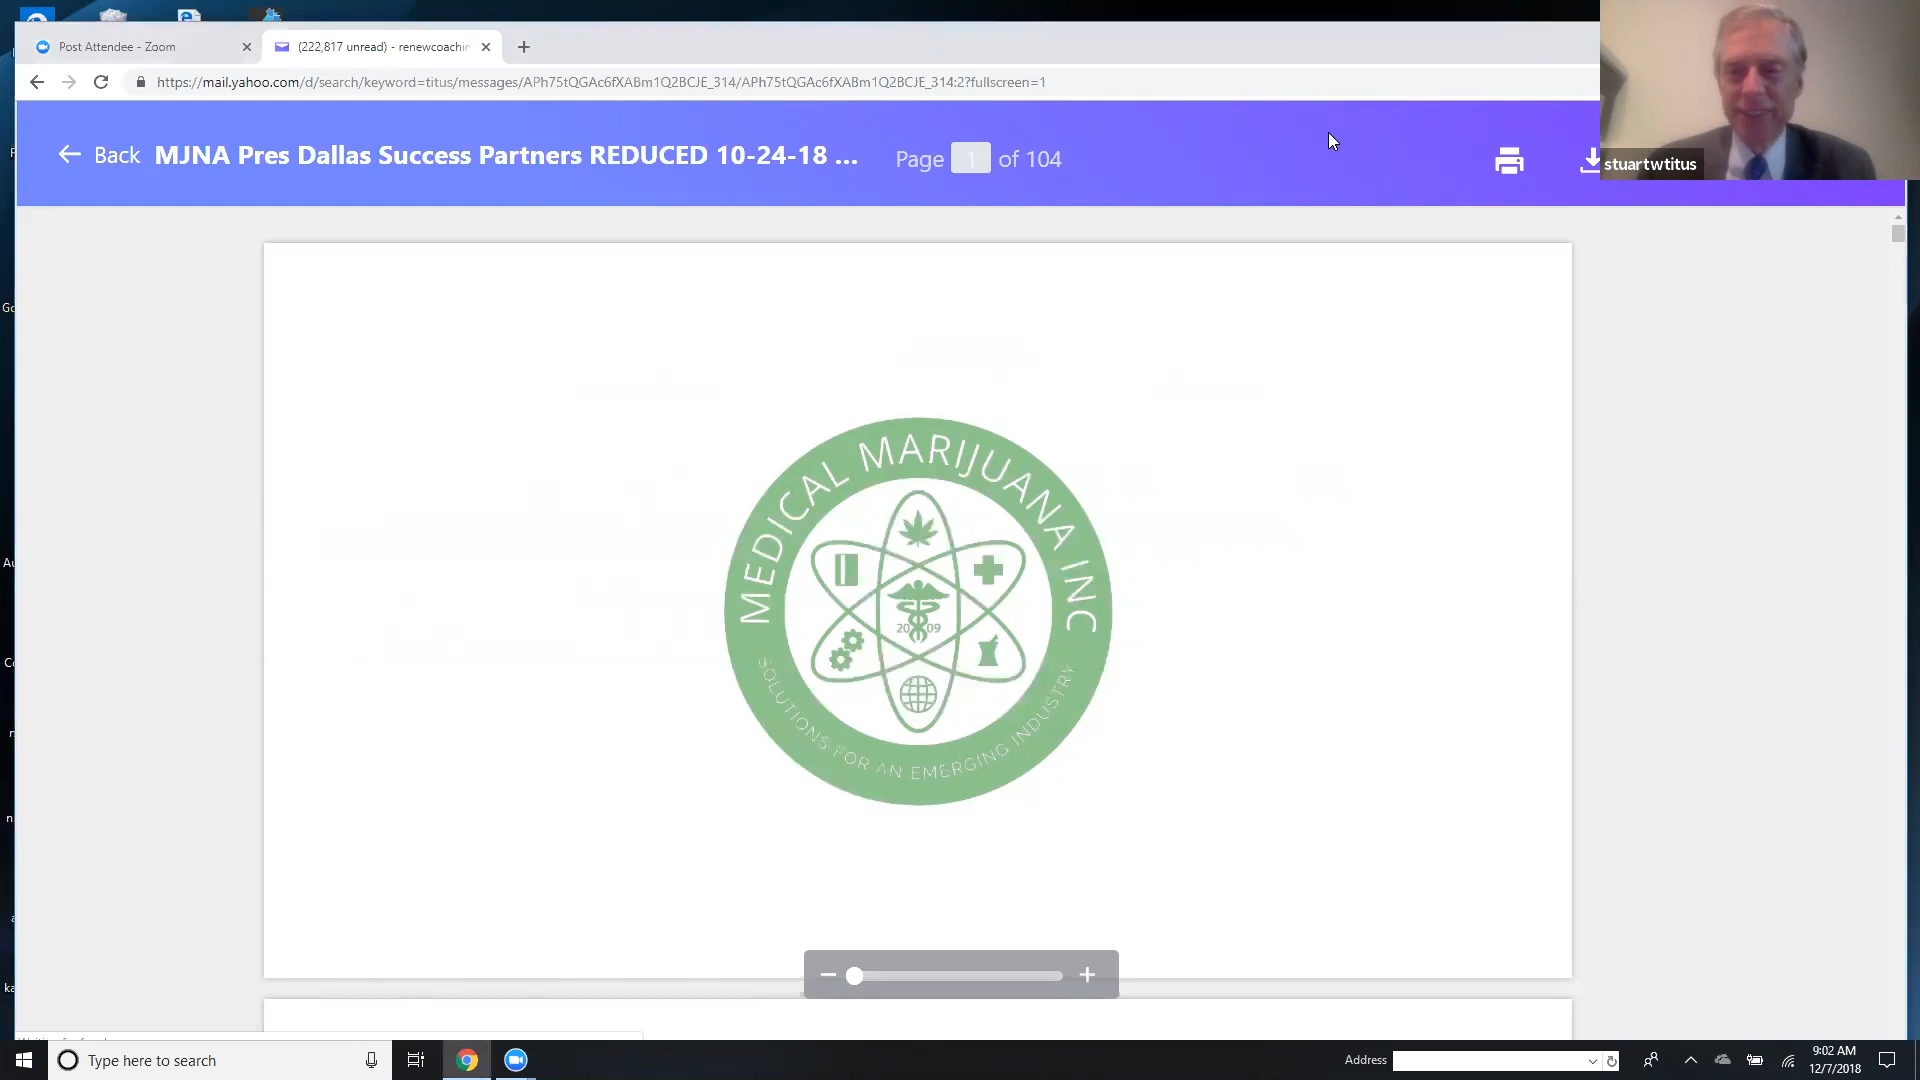 Post Attendee - Zoom
(222,817 unread) - renewcoachin
https://mail.yahoo.com/d/search/keyword=titus/messages/APh75tQGAc6fXABm1Q2BCJE_314/APh75tQGAc6fXABm1Q2BCJE_314:2?fullscreen=1
Back MJNA Pres Dallas Success Partners REDUCED 10-24-18 ... Page 1 of 104
stuartwtitus
MEDICAL MARIJUANA INC
2009
SOLUTIONS FOR AN EMERGING INDUSTRY
Type here to search
Address
9:02 AM
12/7/2018